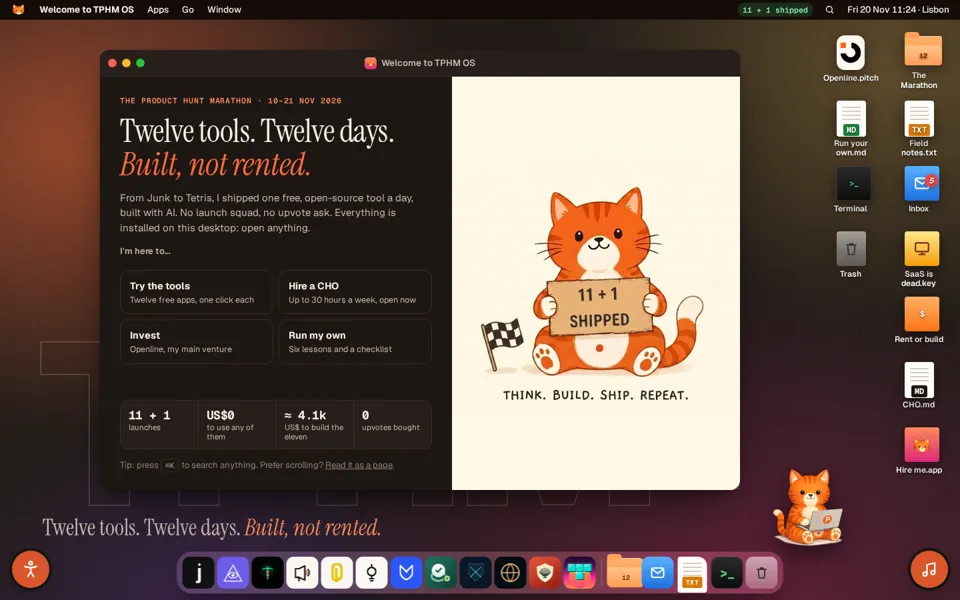 Welcome to TPHM OS Apps Go Window
11 + 1 shipped
Fri 20 Nov 11:24 · Lisbon
Welcome to TPHM OS
THE PRODUCT HUNT MARATHON · 10–21 NOV 2026
Twelve tools. Twelve days.
Built, not rented.
From Junk to Tetris, I shipped one free, open-source tool a day,
built with AI. No launch squad, no upvote ask. Everything is
installed on this desktop: open anything.
I'm here to...
Try the tools
Twelve free apps, one click each
Hire a CHO
Up to 30 hours a week, open now
Invest
Openline, my main venture
Run my own
Six lessons and a checklist
11 + 1
launches
US$0
to use any of
them
≈ 4.1k
US$ to build the
eleven
0
upvotes bought
Tip: press ⌘K to search anything. Prefer scrolling? Read it as a page.
11 + 1
SHIPPED
THINK. BUILD. SHIP. REPEAT.
Openline.pitch
12
The
Marathon
MD
Run your
own.md
TXT
Field
notes.txt
>_
Terminal
5
Inbox
Trash
SaaS is
dead.key
$
Rent or build
MD
CHO.md
Hire me.app
Twelve tools. Twelve days. Built, not rented.
j
12
TXT
>_